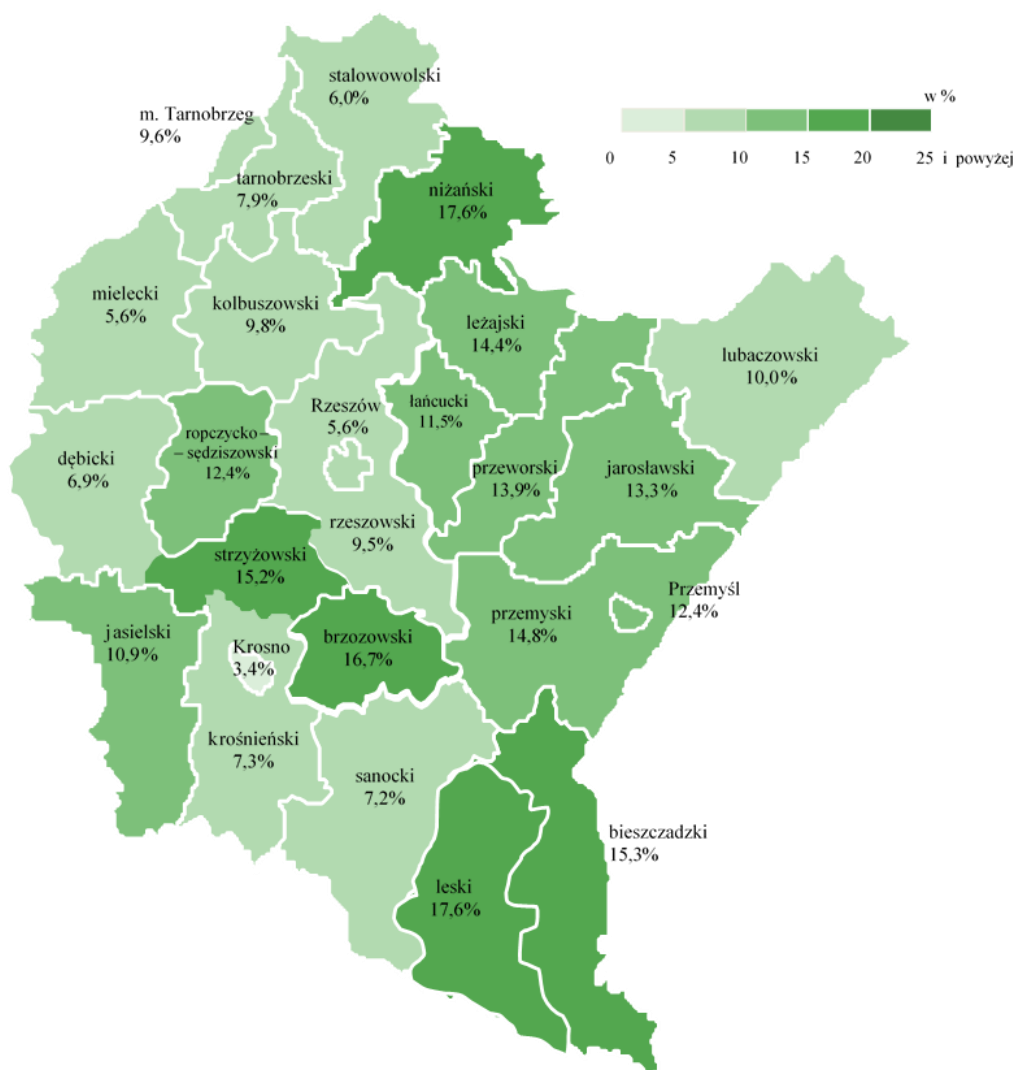 stalowowolski
6,0%
w %
m. Tarnobrzeg
9,6%
0 5 10 15 20 25 i powyżej
tarnobrzeski
7,9%
niżański
17,6%
mielecki
5,6%
kolbuszowski
9,8%
leżajski
14,4%
lubaczowski
10,0%
Rzeszów
5,6%
łańcucki
11,5%
ropczycko –
– sędziszowski
12,4%
dębicki
6,9%
przeworski
13,9%
jarosławski
13,3%
rzeszowski
9,5%
strzyżowski
15,2%
Przemyśl
12,4%
przemyski
14,8%
jasielski
10,9%
Krosno
3,4%
brzozowski
16,7%
krośnieński
7,3%
sanocki
7,2%
bieszczadzki
15,3%
leski
17,6%